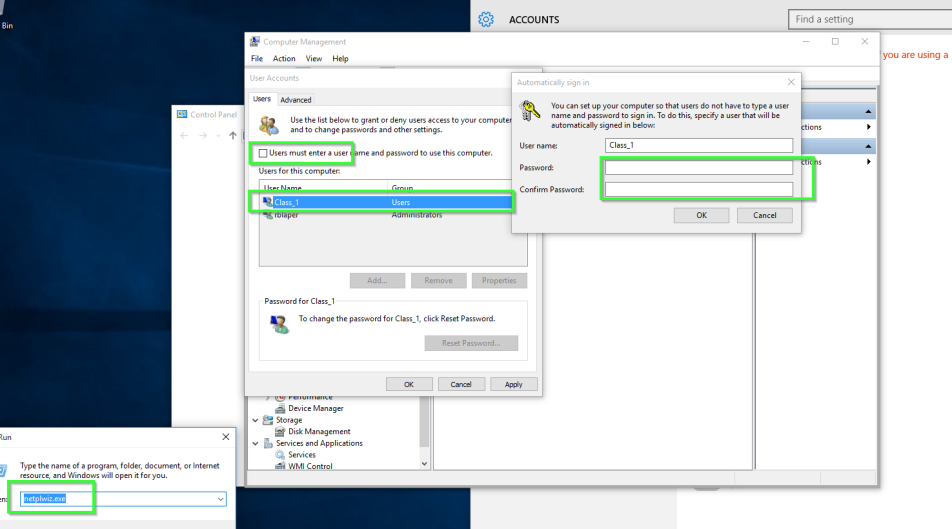 Bin
ACCOUNTS
Find a setting
you are using a
Computer Management
File Action View Help
User Accounts
Users Advanced
Use the list below to grant or deny users access to your computer
and to change passwords and other settings.
Users must enter a user name and password to use this computer.
Users for this computer:
User Name Group
Class_1 Users
rblaper Administrators
Add... Remove Properties
Password for Class_1
To change the password for Class_1, click Reset Password.
Reset Password...
OK Cancel Apply
Automatically sign in
You can set up your computer so that users do not have to type a user
name and password to sign in. To do this, specify a user that will be
automatically signed in below:
User name: Class_1
Password:
Confirm Password:
OK Cancel
ctions
ctions
Control Panel
Performance
Device Manager
Storage
Disk Management
Services and Applications
Services
WMI Control
Run
Type the name of a program, folder, document, or Internet
resource, and Windows will open it for you.
en: netplwiz.exe